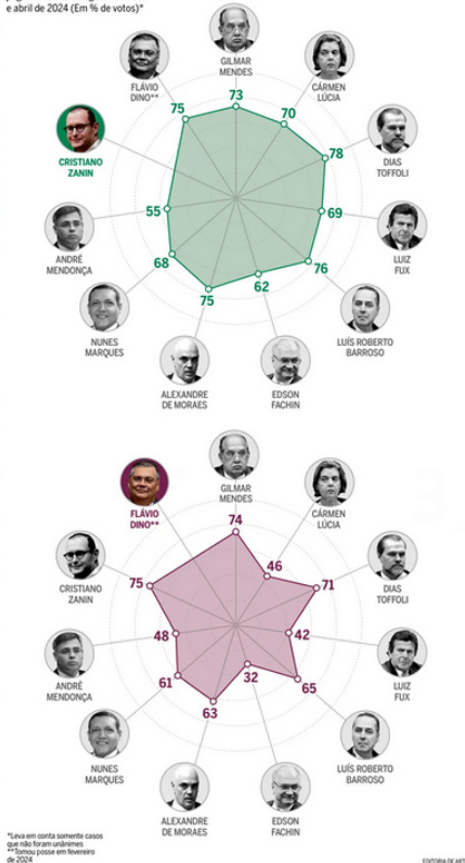 e abril de 2024 (Em % de votos)*
GILMAR
MENDES
FLÁVIO
DINO**
CÁRMEN
LÚCIA
73
75
70
78
DIAS
TOFFOLI
CRISTIANO
ZANIN
55
69
ANDRÉ
MENDONÇA
LUIZ
FUX
68
76
75
62
NUNES
MARQUES
LUÍS ROBERTO
BARROSO
ALEXANDRE
DE MORAES
EDSON
FACHIN
GILMAR
MENDES
FLÁVIO
DINO**
CÁRMEN
LÚCIA
74
46
71
75
DIAS
TOFFOLI
CRISTIANO
ZANIN
48
42
ANDRÉ
MENDONÇA
LUIZ
FUX
61
32
65
63
NUNES
MARQUES
LUÍS ROBERTO
BARROSO
ALEXANDRE
DE MORAES
EDSON
FACHIN
*Leva em conta somente casos
que não foram unânimes
**Tomou posse em fevereiro
de 2024
EDITORIA DE